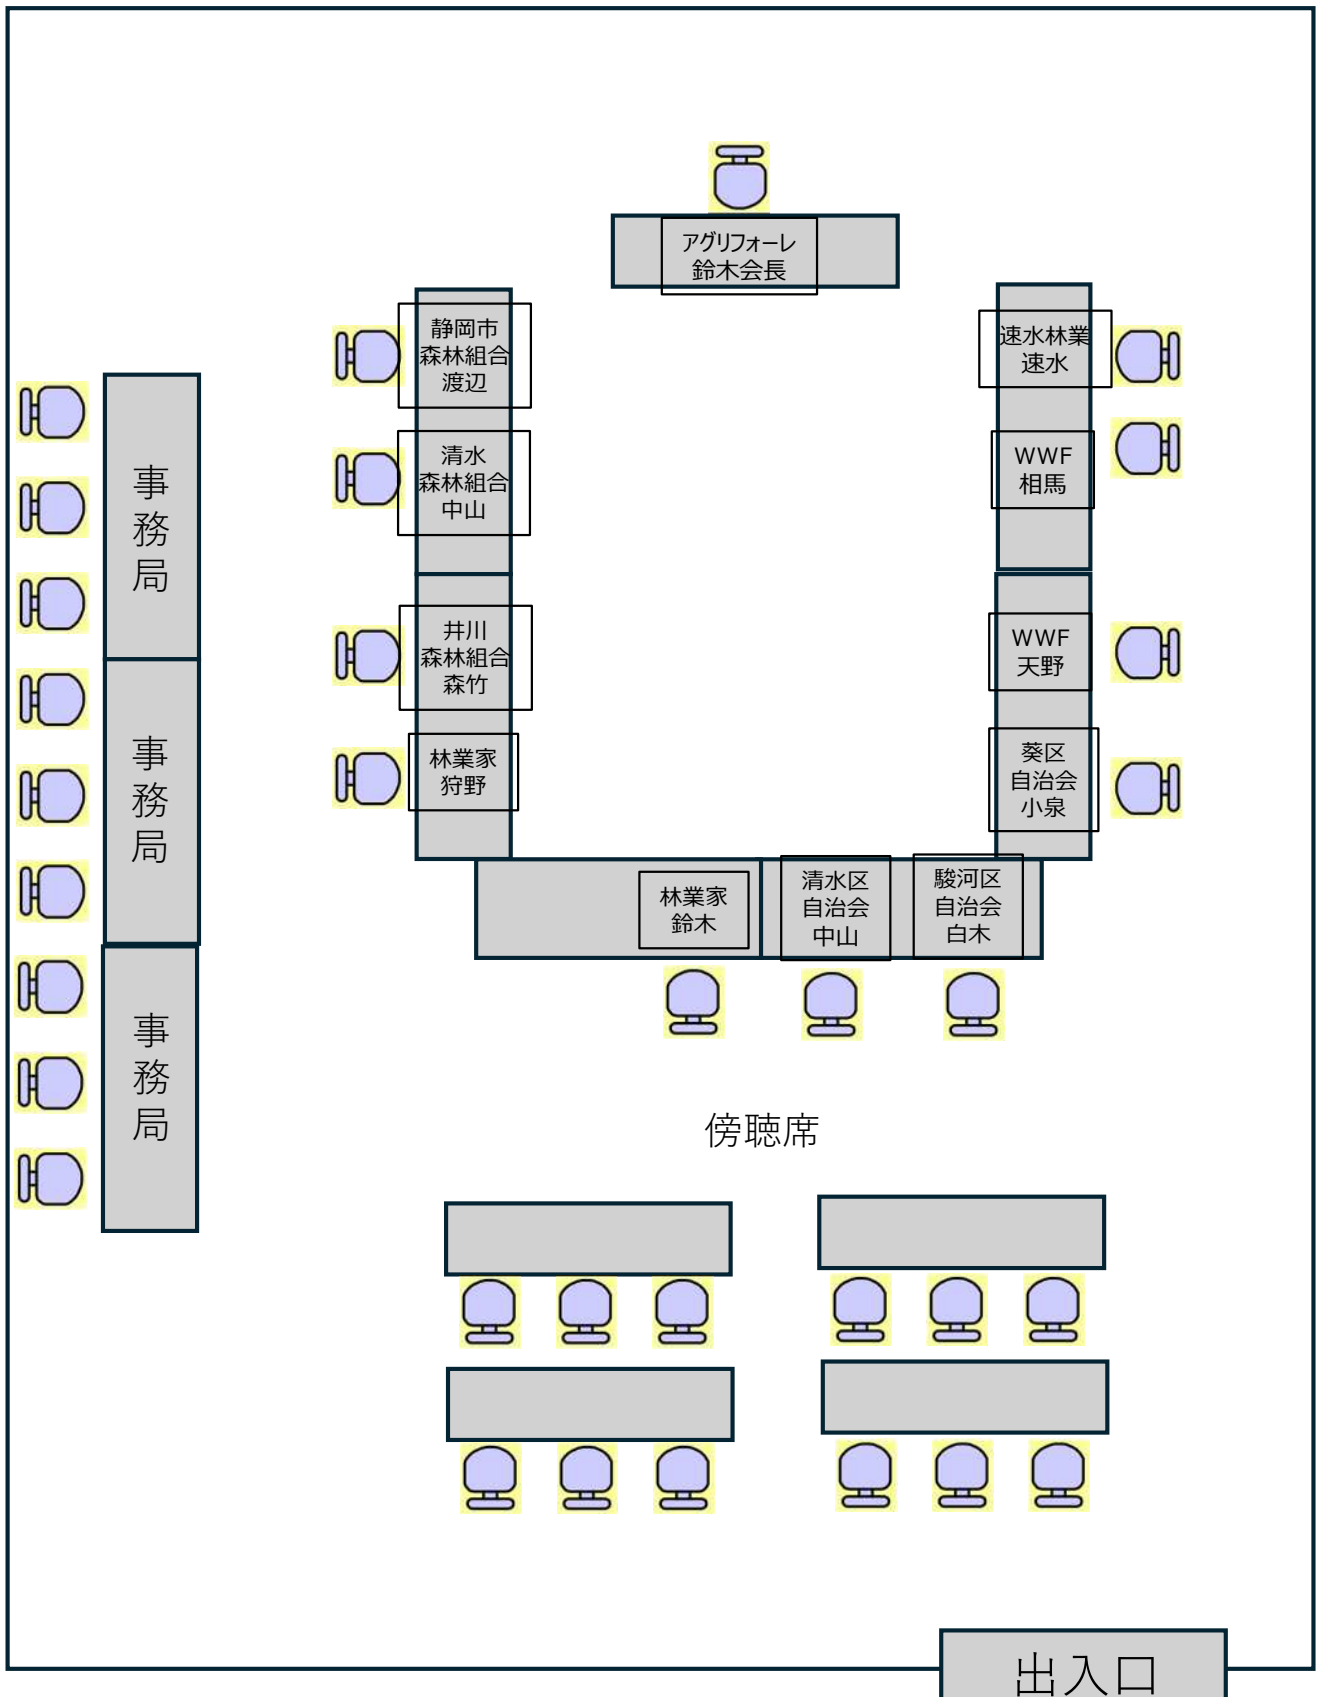 アグリフォーレ
鈴木会長
静岡市
森林組合
渡辺
速水林業
速水
清水
森林組合
中山
WWF
相馬
事務局
井川
森林組合
森竹
WWF
天野
林業家
狩野
葵区
自治会
小泉
事務局
林業家
鈴木
清水区
自治会
中山
駿河区
自治会
白木
事務局
傍聴席
出入口